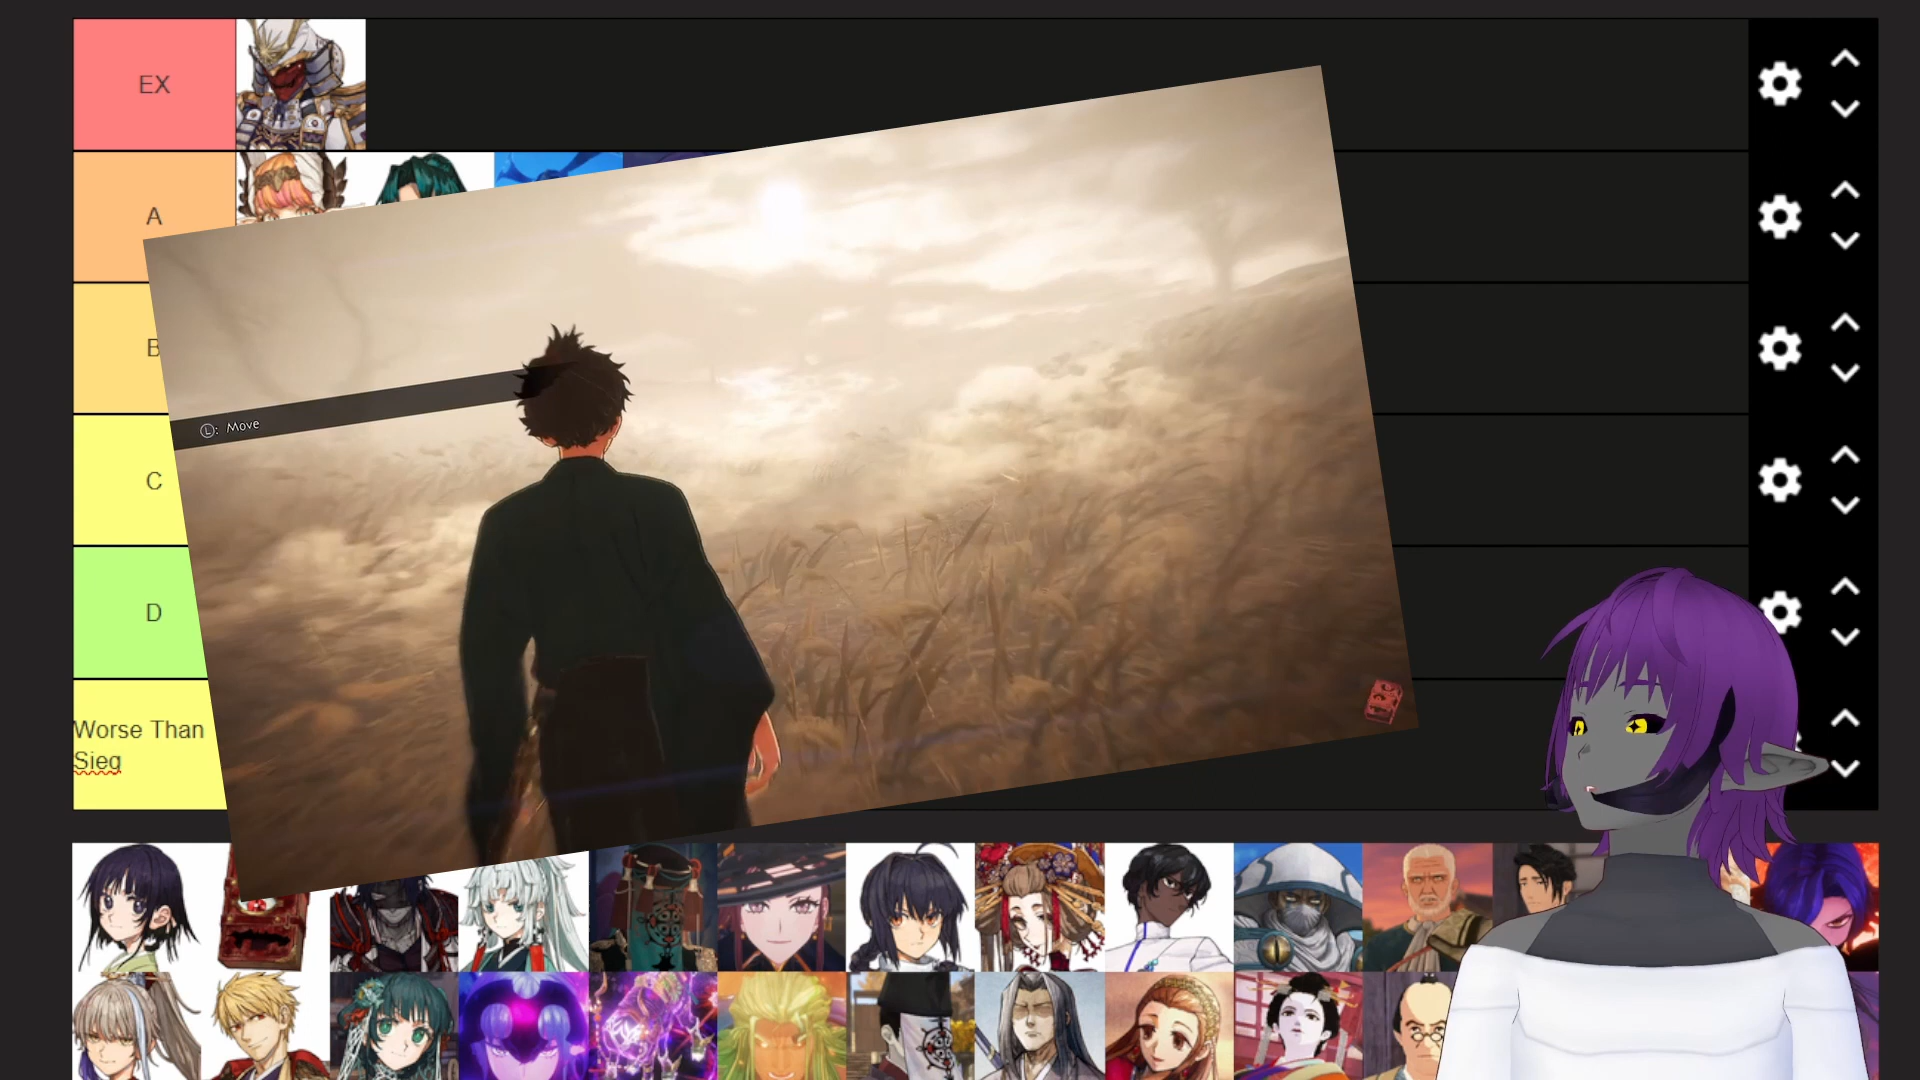 EX
A
B
Ⓛ: Move
C
D
Worse Than
Sieg